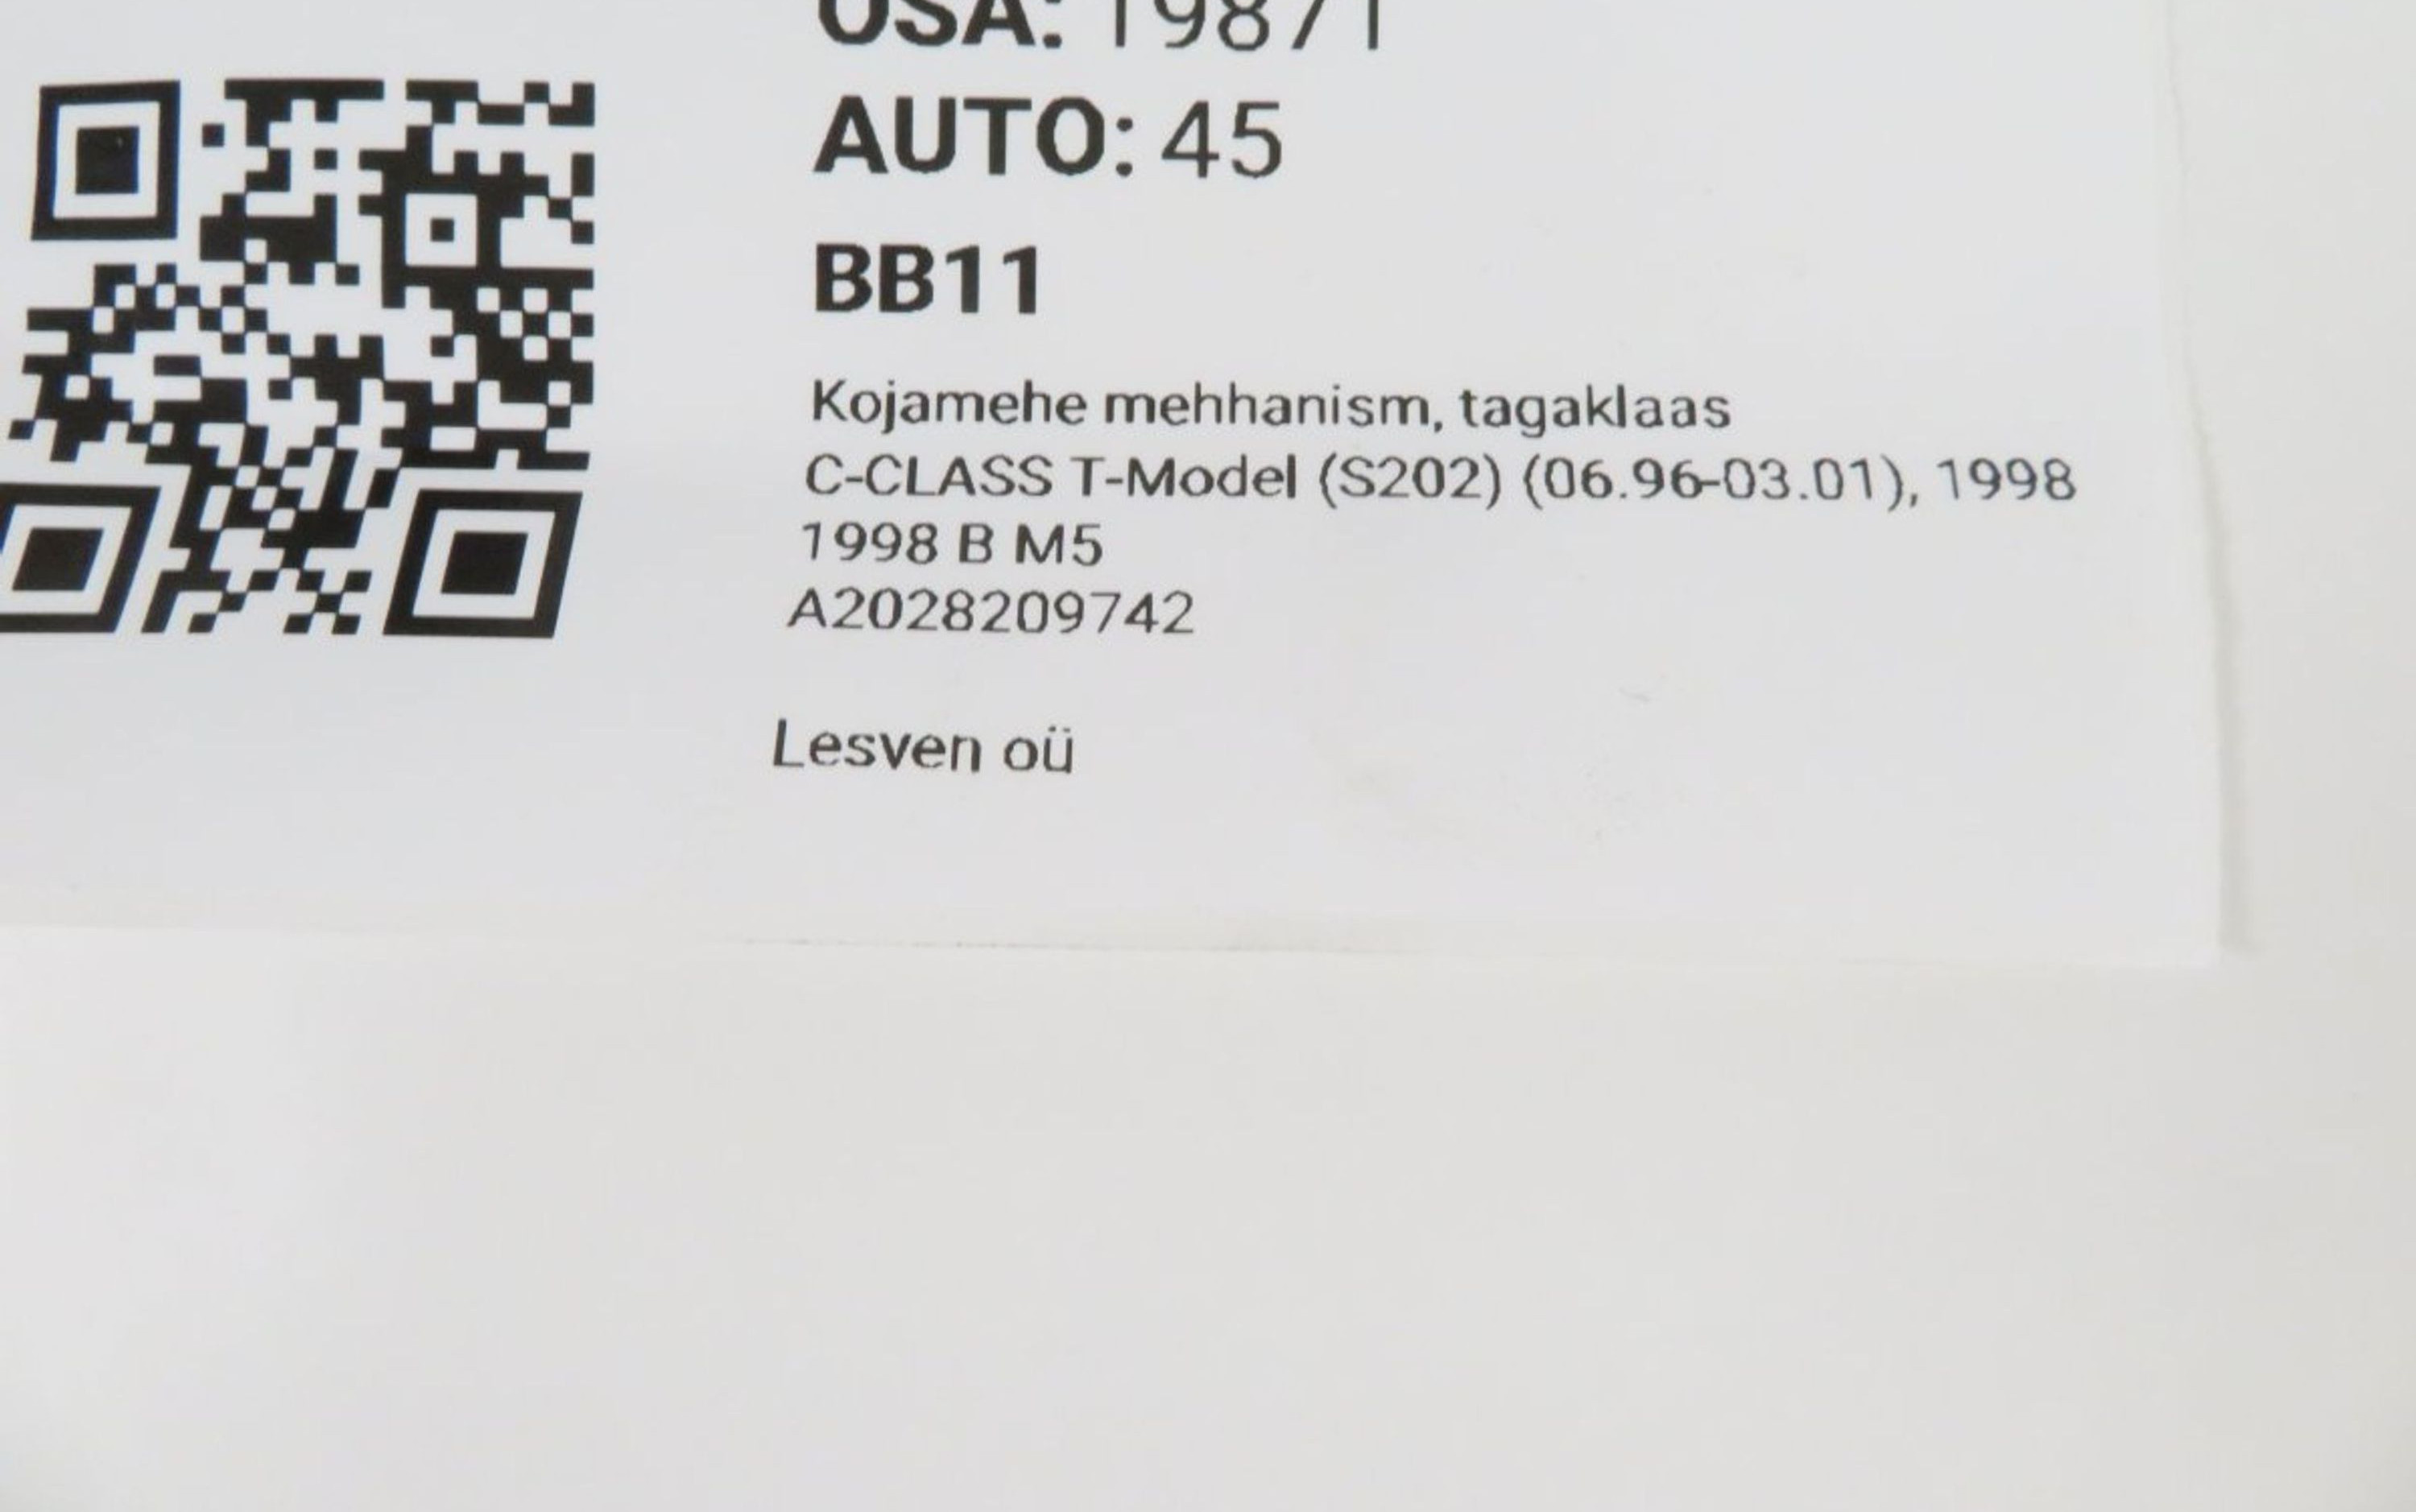 OSA: 19871
AUTO: 45
BB11
Kojamehe mehhanism, tagaklaas
C-CLASS T-Model (S202) (06.96-03.01), 1998
1998 B M5
A2028209742
Lesven oü